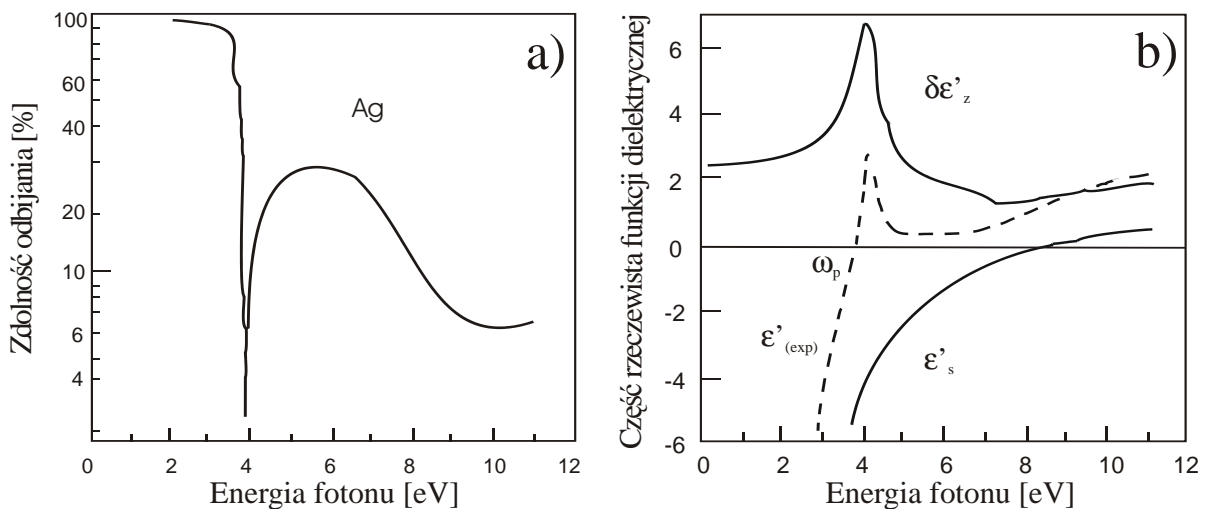 a)
Ag
Zdolność odbijania [%]
100
60
40
20
10
6
4
0 2 4 6 8 10 12
Energia fotonu [eV]
b)
δε'z
ωp
ε'(exp)
ε's
Część rzeczewista funkcji dielektrycznej
6
4
2
0
-2
-4
-6
0 2 4 6 8 10 12
Energia fotonu [eV]